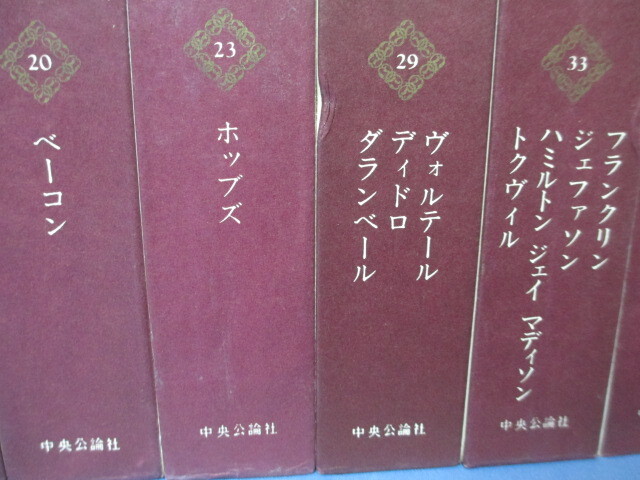 20
ベーコン
中央公論社
23
ホッブズ
中央公論社
29
ヴォルテール
ディドロ
ダランベール
中央公論社
33
フランクリン
ジェファソン
ハミルトン ジェイ マディソン
トクヴィル
中央公論社